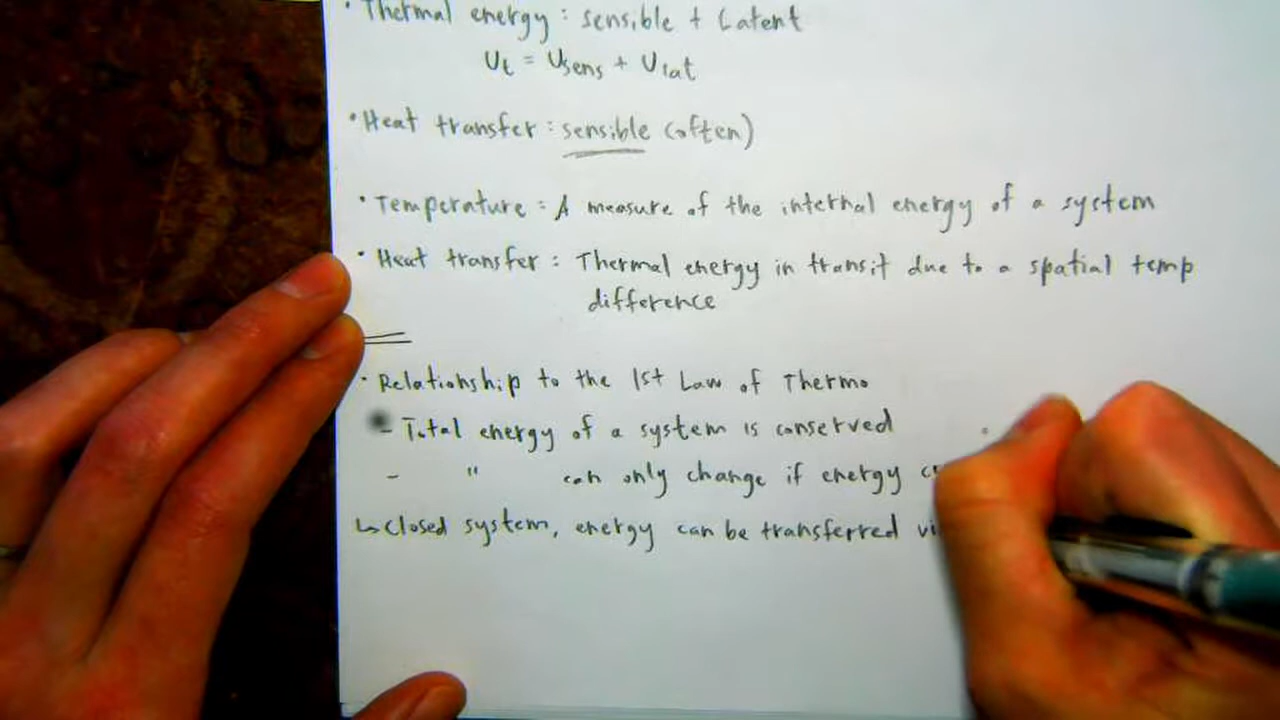 • Thermal energy : sensible + Latent
Ut = Usens + Ulat
• Heat transfer : sensible (often)
• Temperature : A measure of the internal energy of a system
• Heat transfer : Thermal energy in transit due to a spatial temp
difference
• Relationship to the 1st Law of Thermo
- Total energy of a system is conserved
- " can only change if energy
↳ Closed system, energy can be transferred